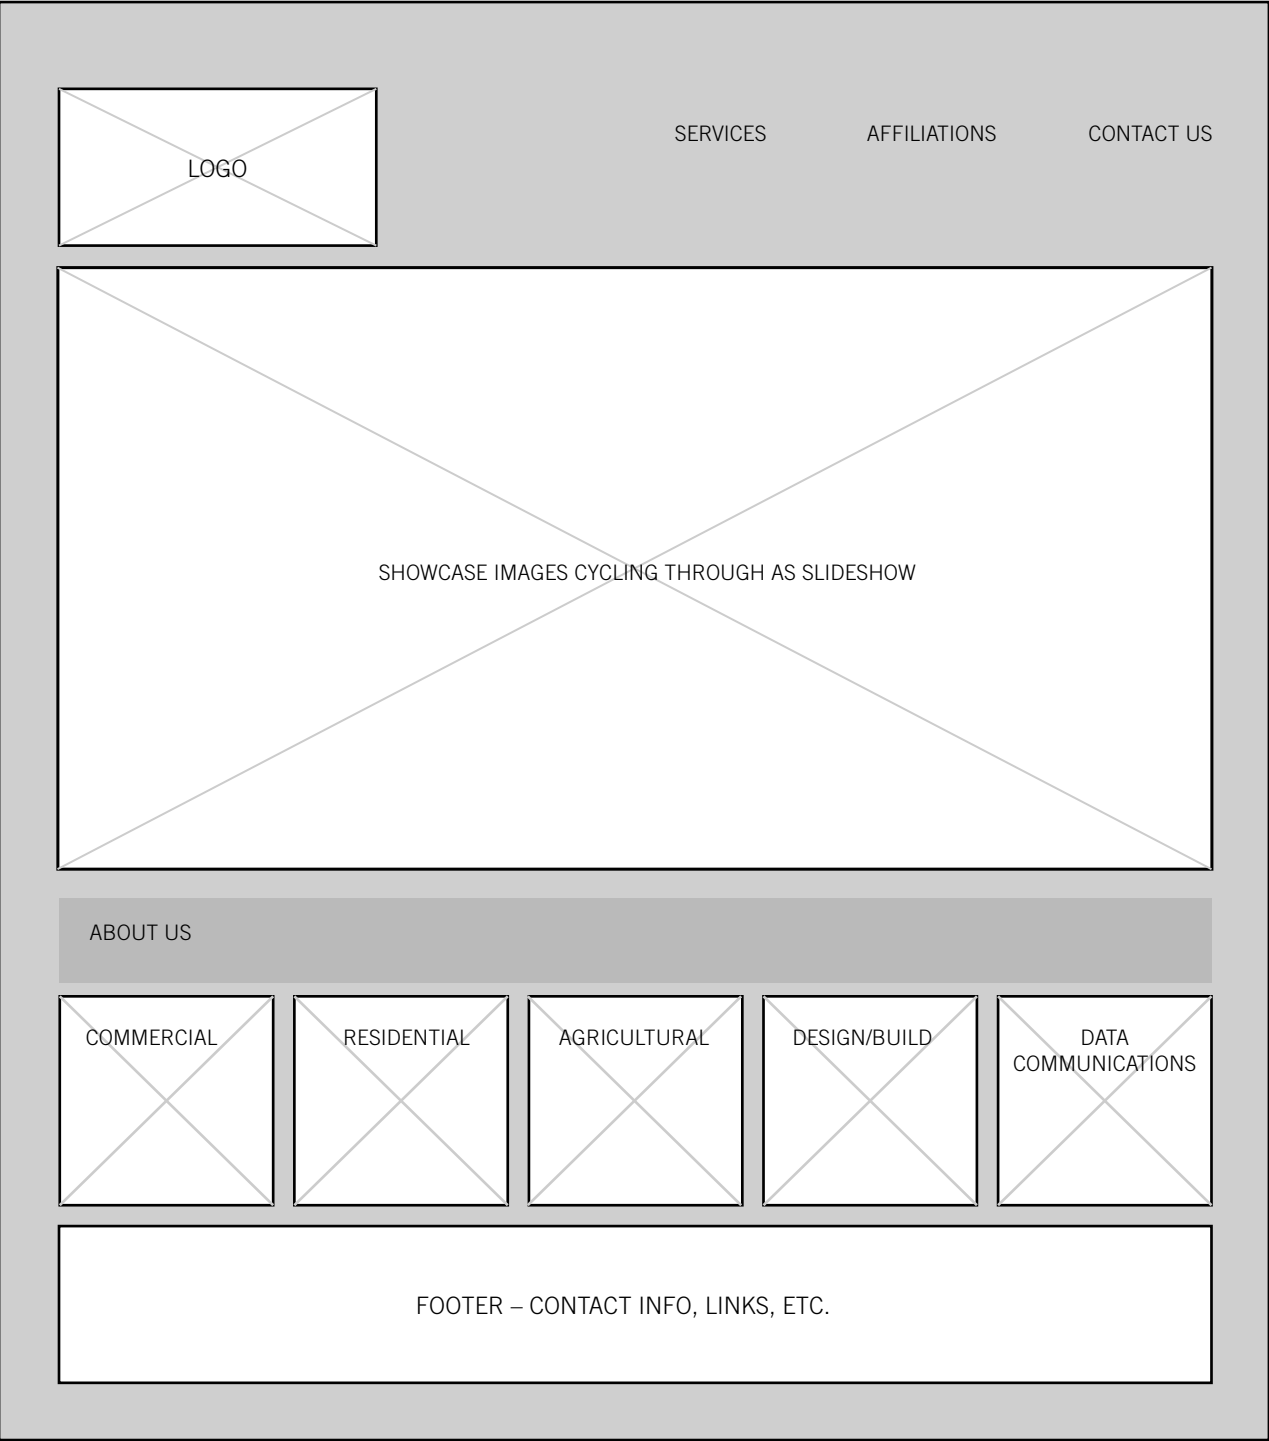 LOGO
SERVICES AFFILIATIONS CONTACT US
SHOWCASE IMAGES CYCLING THROUGH AS SLIDESHOW
ABOUT US
COMMERCIAL
RESIDENTIAL
AGRICULTURAL
DESIGN/BUILD
DATA
COMMUNICATIONS
FOOTER – CONTACT INFO, LINKS, ETC.